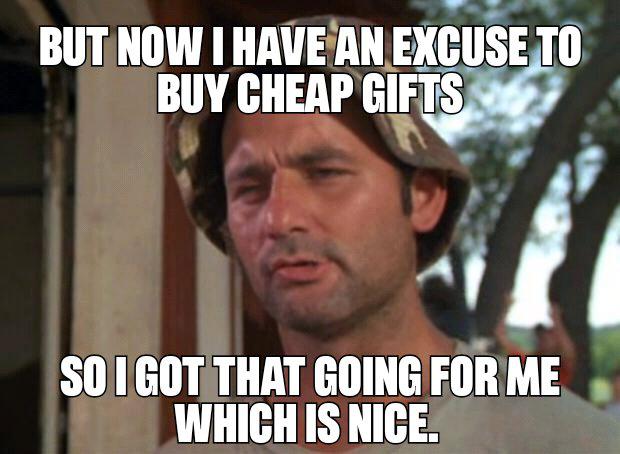 BUT NOW I HAVE AN EXCUSE TO
BUY CHEAP GIFTS
SO I GOT THAT GOING FOR ME
WHICH IS NICE.